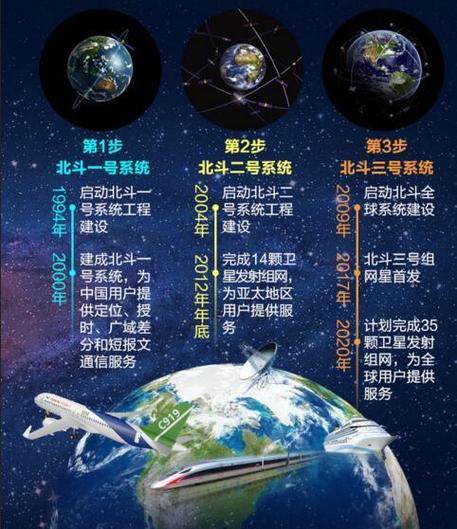 第1步
北斗一号系统
1994年
启动北斗一
号系统工程
建设
2000年
建成北斗一
号系统，为
中国用户提
供定位、授
时、广域差
分和短报文
通信服务
第2步
北斗二号系统
2004年
启动北斗二
号系统工程
建设
2012年年底
完成14颗卫
星发射组网，
为亚太地区
用户提供服
务
第3步
北斗三号系统
2009年
启动北斗全
球系统建设
2017年
北斗三号组
网星首发
2020年
计划完成35
颗卫星发射
组网，为全
球用户提供
服务
C919